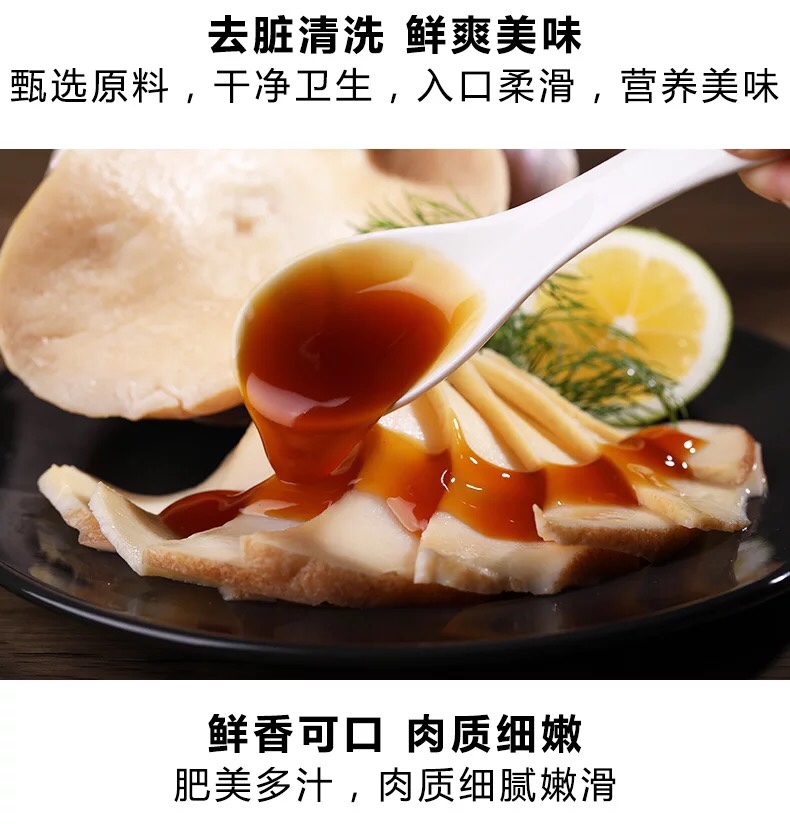 去脏清洗 鲜爽美味
甄选原料，干净卫生，入口柔滑，营养美味
鲜香可口 肉质细嫩
肥美多汁，肉质细腻嫩滑